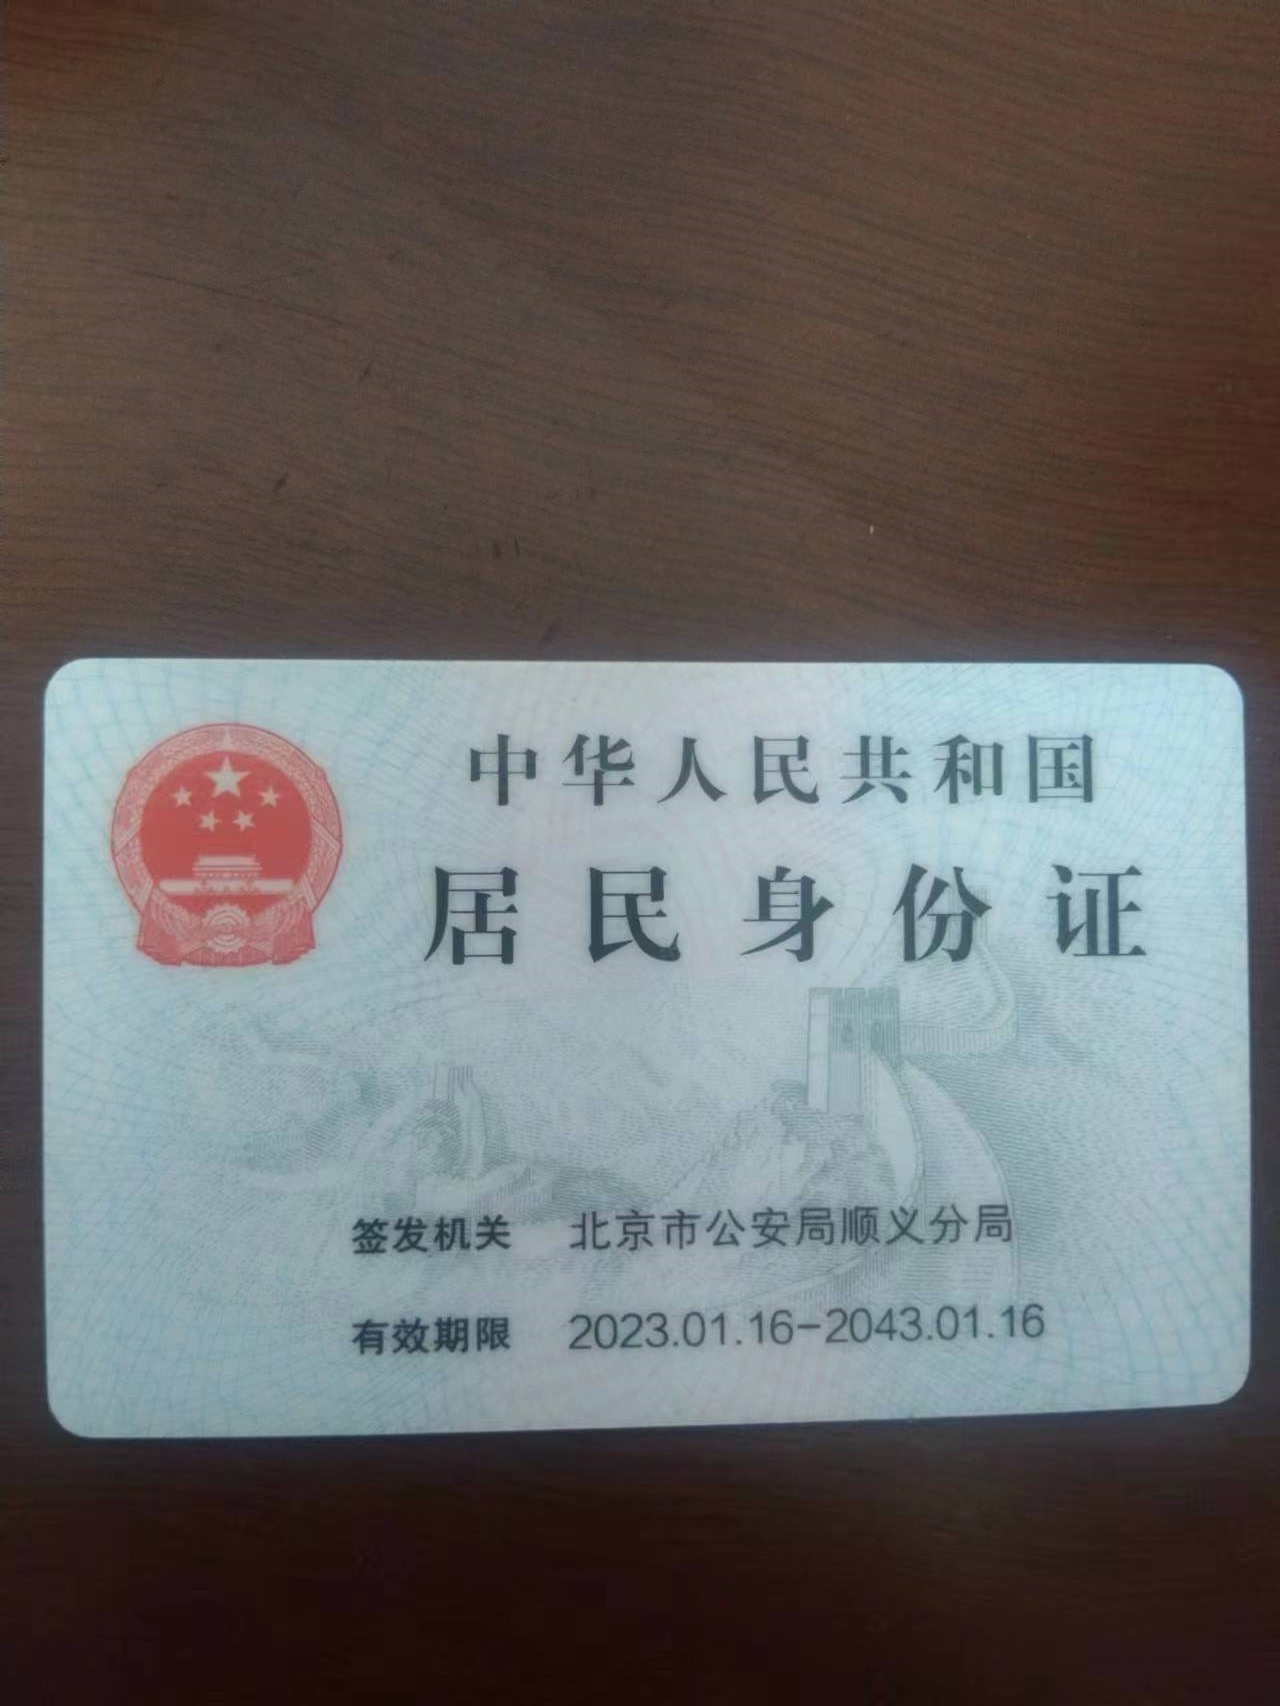 中华人民共和国
居民身份证
签发机关 北京市公安局顺义分局
有效期限 2023.01.16-2043.01.16